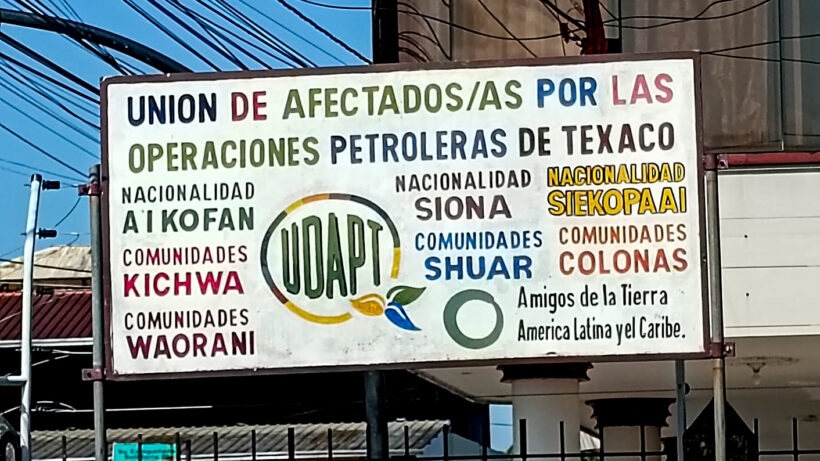 UNION DE AFECTADOS/AS POR LAS
OPERACIONES PETROLERAS DE TEXACO
NACIONALIDAD
A'I KOFAN
COMUNIDADES
KICHWA
COMUNIDADES
WAORANI
UDAPT
NACIONALIDAD
SIONA
COMUNIDADES
SHUAR
NACIONALIDAD
SIEKOPAAI
COMUNIDADES
COLONAS
Amigos de la Tierra
America Latina y el Caribe.